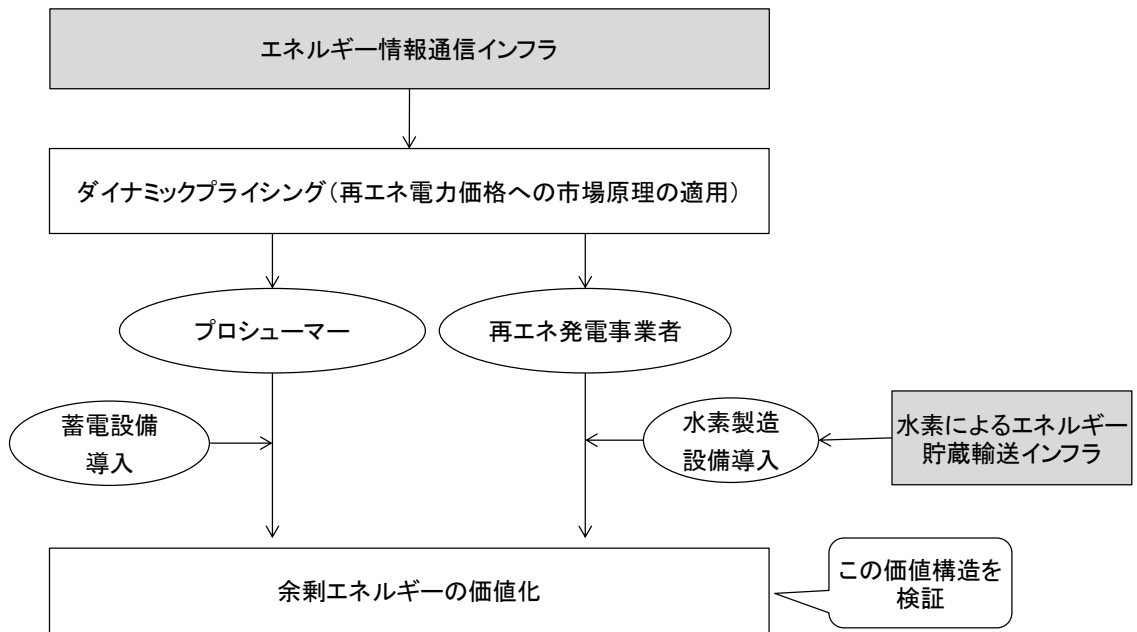 エネルギー情報通信インフラ
ダイナミックプライシング(再エネ電力価格への市場原理の適用)
プロシューマー
再エネ発電事業者
蓄電設備
導入
水素製造
設備導入
水素によるエネルギー
貯蔵輸送インフラ
余剰エネルギーの価値化
この価値構造を
検証